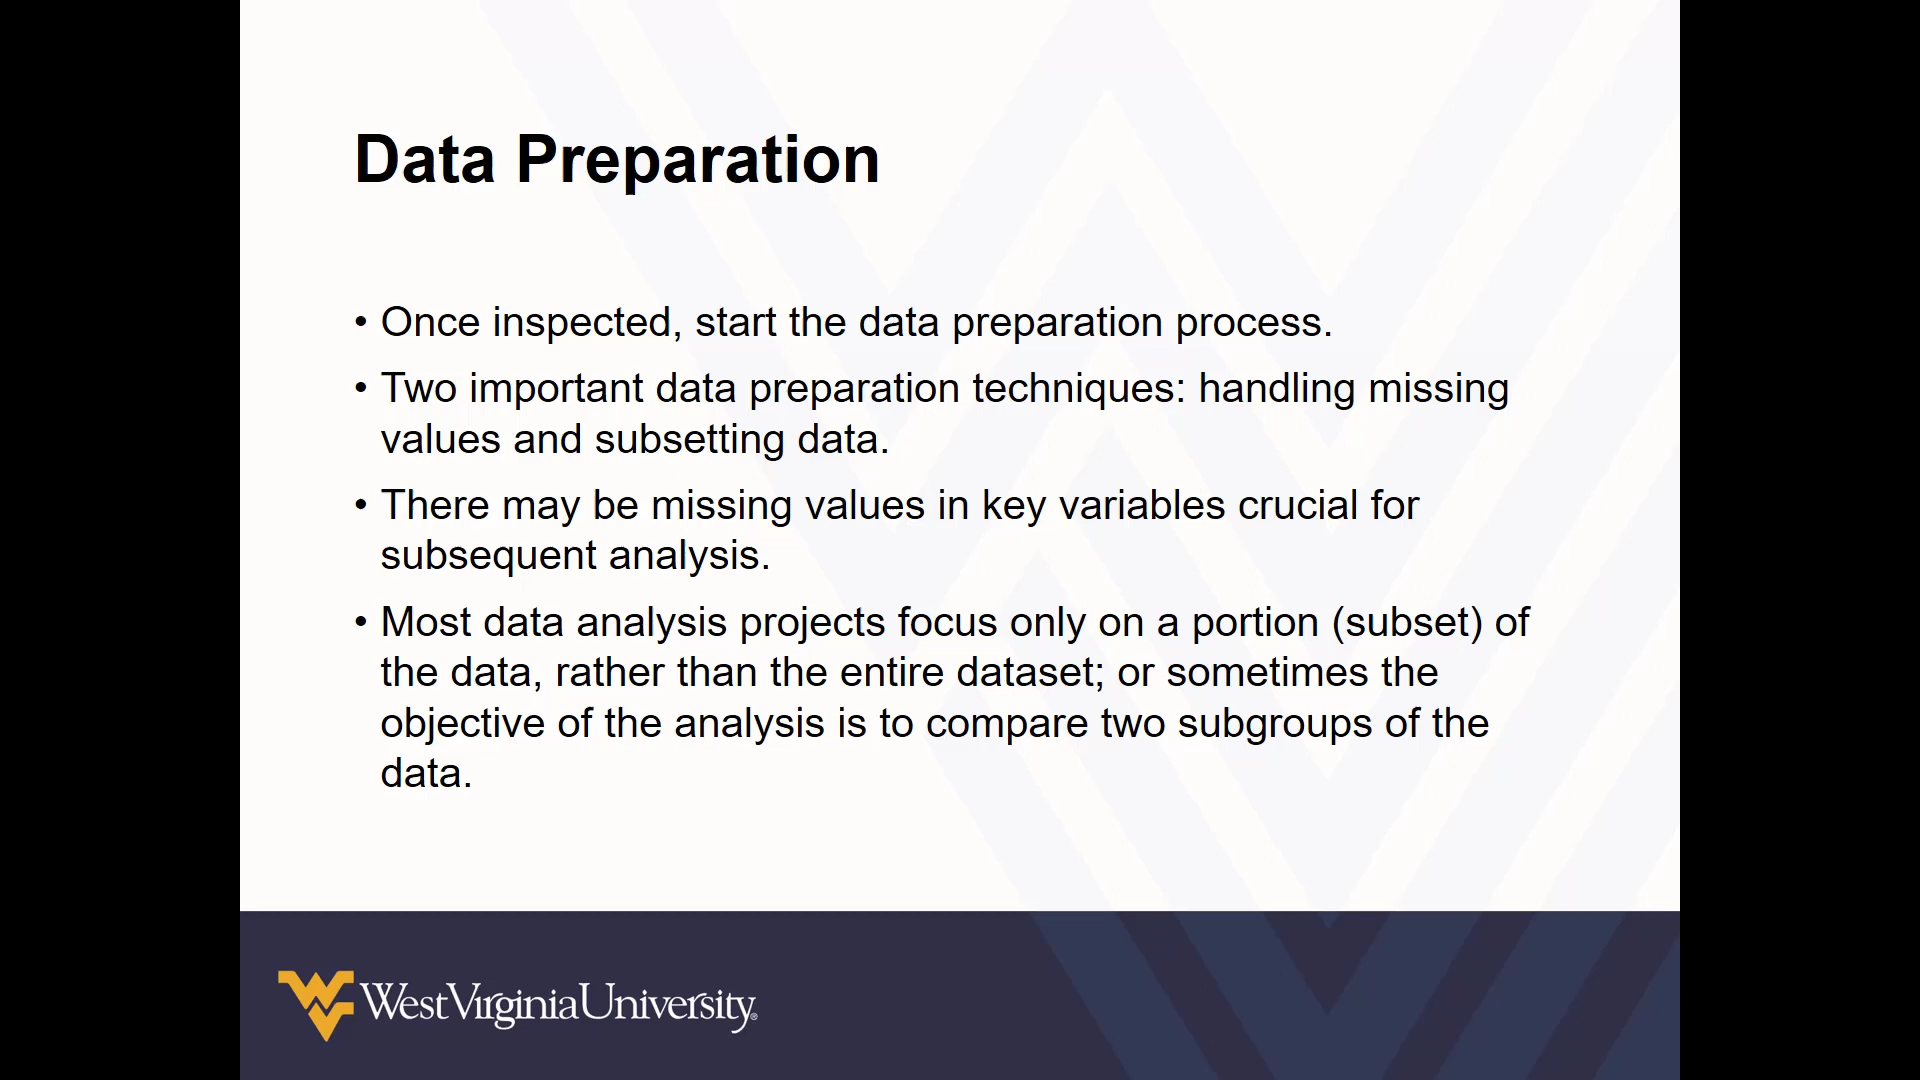 Data Preparation
• Once inspected, start the data preparation process.
• Two important data preparation techniques: handling missing
values and subsetting data.
• There may be missing values in key variables crucial for
subsequent analysis.
• Most data analysis projects focus only on a portion (subset) of
the data, rather than the entire dataset; or sometimes the
objective of the analysis is to compare two subgroups of the
data.
WestVirginiaUniversity®